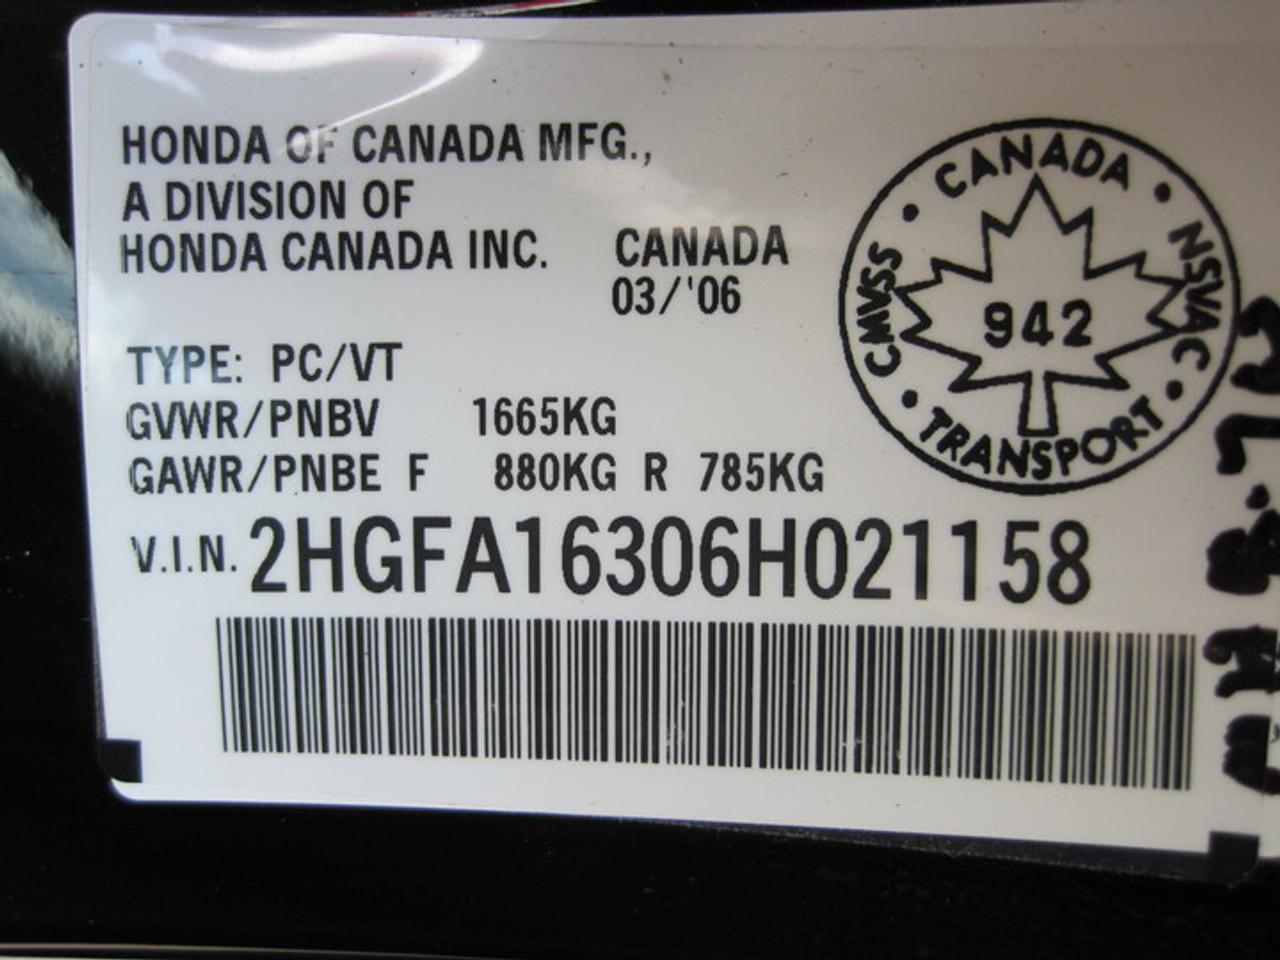 HONDA OF CANADA MFG.,
A DIVISION OF
HONDA CANADA INC. CANADA
03/'06
TYPE: PC/VT
GVWR/PNBV 1665KG
GAWR/PNBE F 880KG R 785KG
V.I.N. 2HGFA16306H021158
CANADA • NSVAC • TRANSPORT • CMVSS •
942